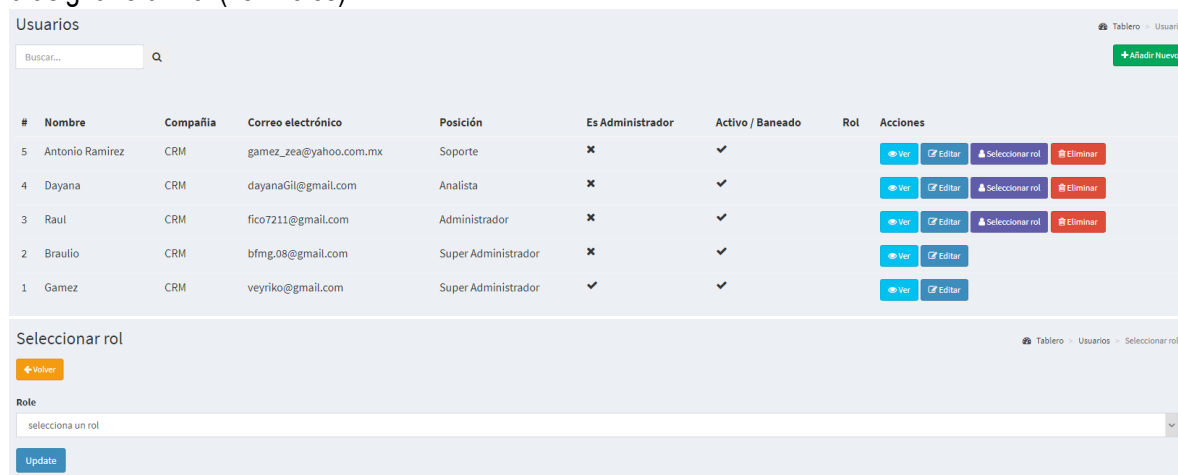 Usuarios
Tablero > Usuari
Buscar...
+Añadir Nuevo
# Nombre Compañia Correo electrónico Posición Es Administrador Activo / Baneado Rol Acciones
5 Antonio Ramirez CRM gamez_zea@yahoo.com.mx Soporte Ver Editar Seleccionar rol Eliminar
4 Dayana CRM dayanaGil@gmail.com Analista Ver Editar Seleccionar rol Eliminar
3 Raul CRM fico7211@gmail.com Administrador Ver Editar Seleccionar rol Eliminar
2 Braulio CRM bfmg.08@gmail.com Super Administrador Ver Editar
1 Gamez CRM veyriko@gmail.com Super Administrador Ver Editar
Seleccionar rol
Tablero > Usuarios > Seleccionar rol
Volver
Role
selecciona un rol
Update